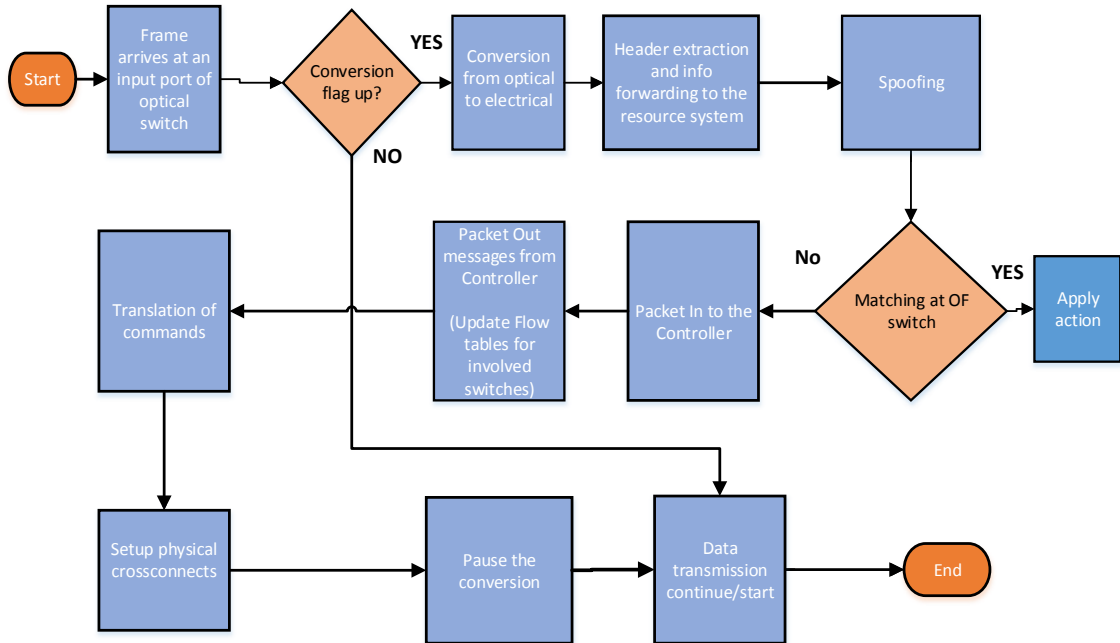 Start
Frame
arrives at an
input port of
optical
switch
Conversion
flag up?
YES
NO
Conversion
from optical
to electrical
Header extraction
and info
forwarding to the
resource system
Spoofing
Matching at OF
switch
YES
Apply
action
No
Packet In to the
Controller
Packet Out
messages from
Controller
(Update Flow
tables for
involved
switches)
Translation of
commands
Setup physical
crossconnects
Pause the
conversion
Data
transmission
continue/start
End